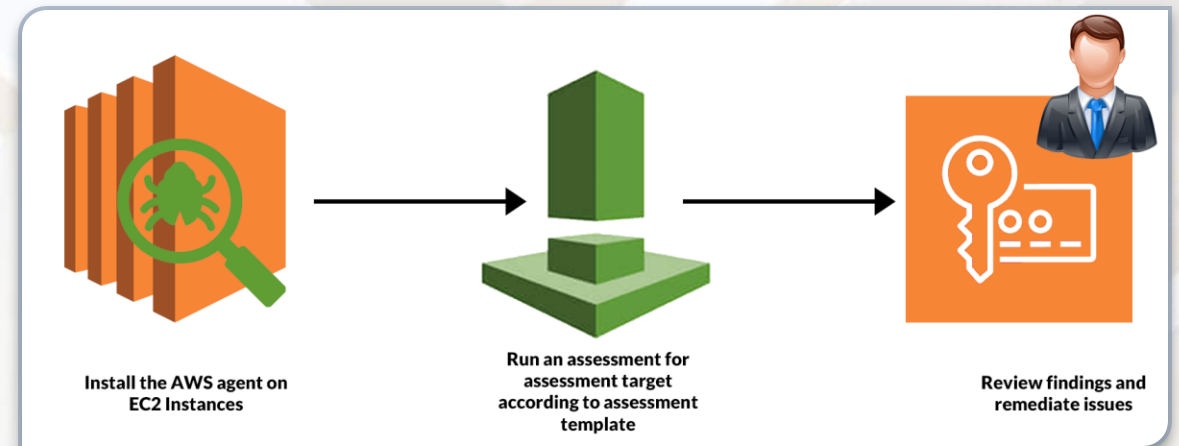 Install the AWS agent on
EC2 Instances
Run an assessment for
assessment target
according to assessment
template
Review findings and
remediate issues